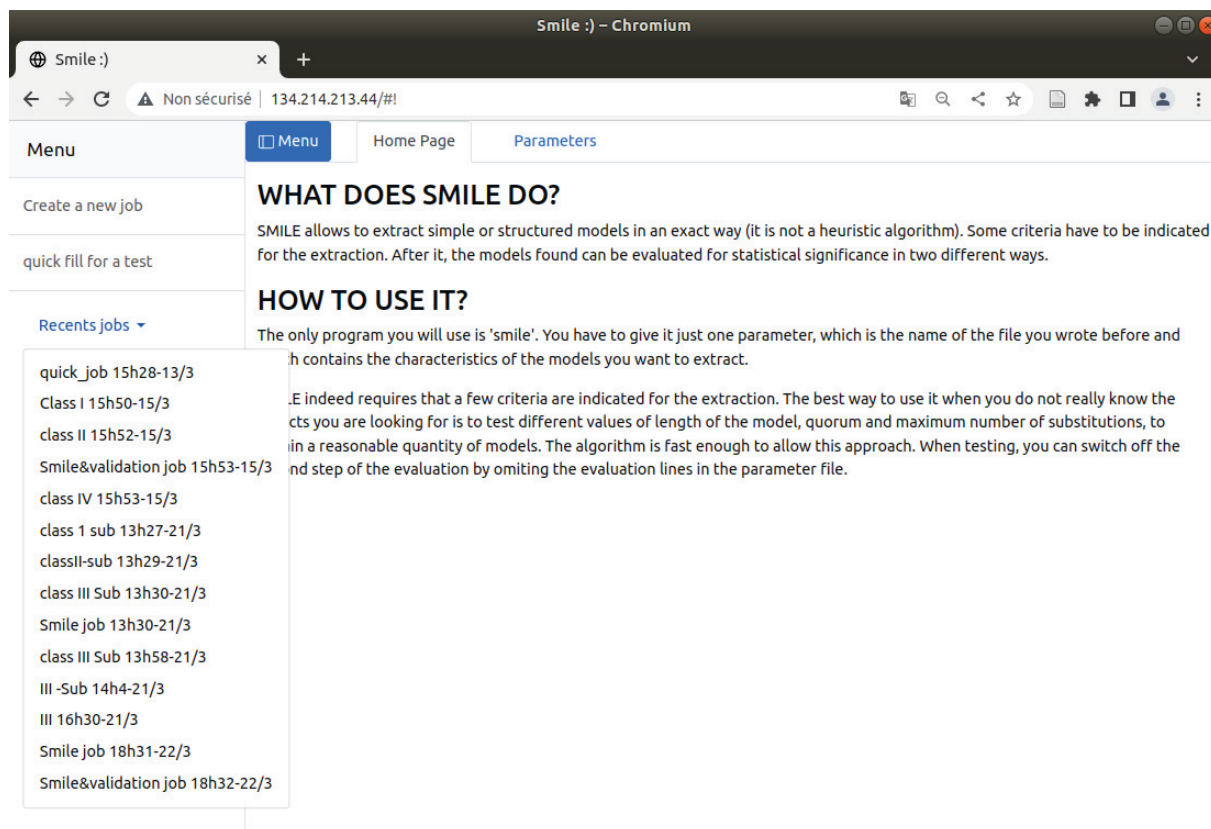 Smile :) – Chromium
Smile :)
Non sécurisé | 134.214.213.44/#!
Menu
Menu
Home Page
Parameters
Create a new job
quick fill for a test
Recents jobs
quick_job 15h28-13/3
Class I 15h50-15/3
class II 15h52-15/3
Smile&validation job 15h53-15/3
class IV 15h53-15/3
class 1 sub 13h27-21/3
classII-sub 13h29-21/3
class III Sub 13h30-21/3
Smile job 13h30-21/3
class III Sub 13h58-21/3
III -Sub 14h4-21/3
III 16h30-21/3
Smile job 18h31-22/3
Smile&validation job 18h32-22/3
WHAT DOES SMILE DO?
SMILE allows to extract simple or structured models in an exact way (it is not a heuristic algorithm). Some criteria have to be indicated
for the extraction. After it, the models found can be evaluated for statistical significance in two different ways.
HOW TO USE IT?
The only program you will use is 'smile'. You have to give it just one parameter, which is the name of the file you wrote before and
contains the characteristics of the models you want to extract.
indeed requires that a few criteria are indicated for the extraction. The best way to use it when you do not really know the
you are looking for is to test different values of length of the model, quorum and maximum number of substitutions, to
a reasonable quantity of models. The algorithm is fast enough to allow this approach. When testing, you can switch off the
step of the evaluation by omiting the evaluation lines in the parameter file.